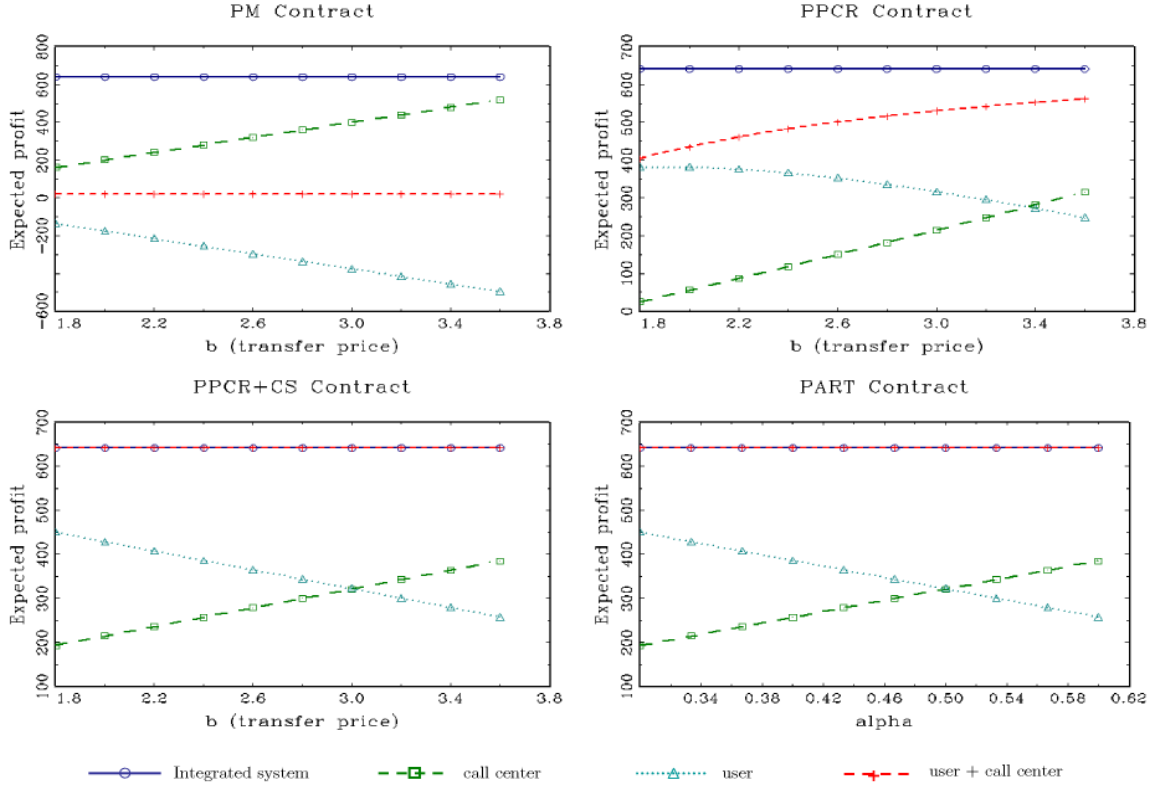 PM Contract
Expected profit
800
600
400
200
0
-200
-600
1.8 2.2 2.6 3.0 3.4 3.8
b (transfer price)
PPCR Contract
Expected profit
700
600
500
400
300
200
100
0
1.8 2.2 2.6 3.0 3.4 3.8
b (transfer price)
PPCR+CS Contract
Expected profit
700
600
500
400
300
200
100
1.8 2.2 2.6 3.0 3.4 3.8
b (transfer price)
PART Contract
Expected profit
700
600
500
400
300
200
100
0.34 0.38 0.42 0.46 0.50 0.54 0.58 0.62
alpha
Integrated system call center user user + call center